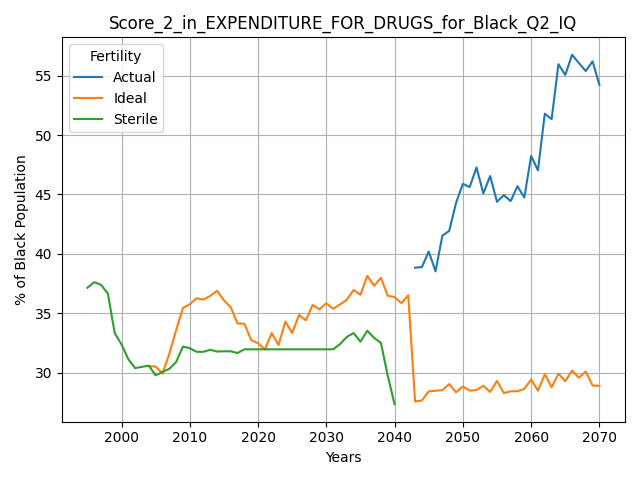 Score_2_in_EXPENDITURE_FOR_DRUGS_for_Black_Q2_IQ
Fertility
Actual
Ideal
Sterile
% of Black Population
55
50
45
40
35
30
2000 2010 2020 2030 2040 2050 2060 2070
Years